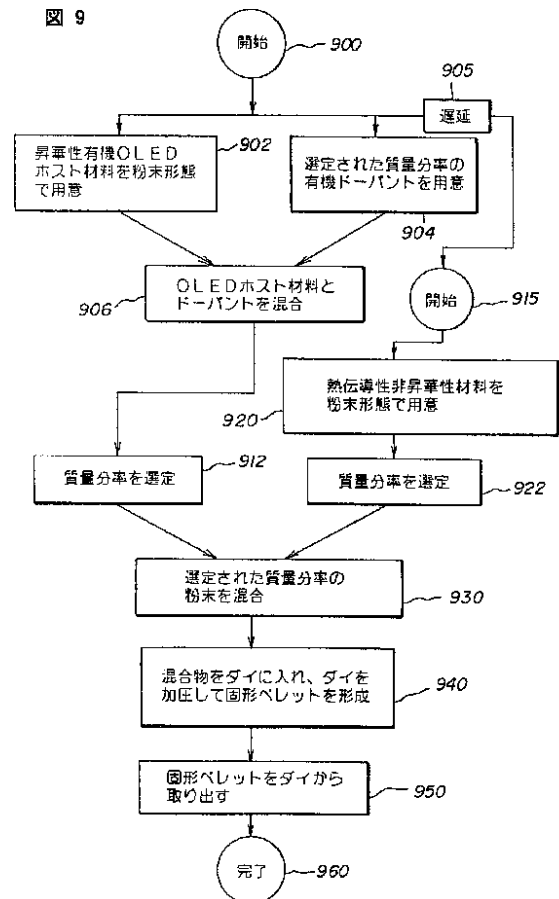 図 9
開始
900
905
遅延
昇華性有機OLED
ホスト材料を粉末形態
で用意
902
選定された質量分率の
有機ドーパントを用意
904
OLEDホスト材料と
ドーパントを混合
906
開始
915
熱伝導性非昇華性材料を
粉末形態で用意
920
質量分率を選定
912
質量分率を選定
922
選定された質量分率の
粉末を混合
930
混合物をダイに入れ、ダイを
加圧して固形ペレットを形成
940
固形ペレットをダイから
取り出す
950
完了
960